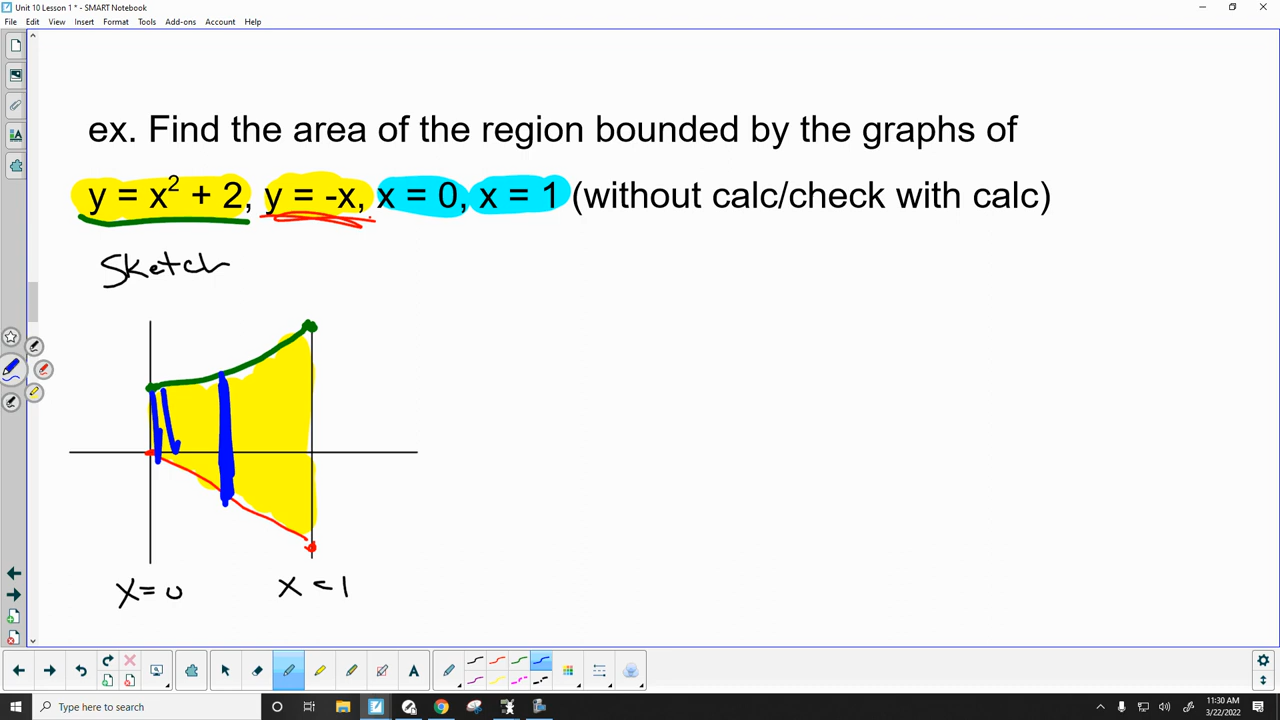 Unit 10 Lesson 1 * - SMART Notebook
File Edit View Insert Format Tools Add-ons Account Help
ex. Find the area of the region bounded by the graphs of
y = x² + 2, y = -x, x = 0, x = 1 (without calc/check with calc)
Sketch
x = 0 x = 1
Type here to search
11:30 AM
3/22/2022